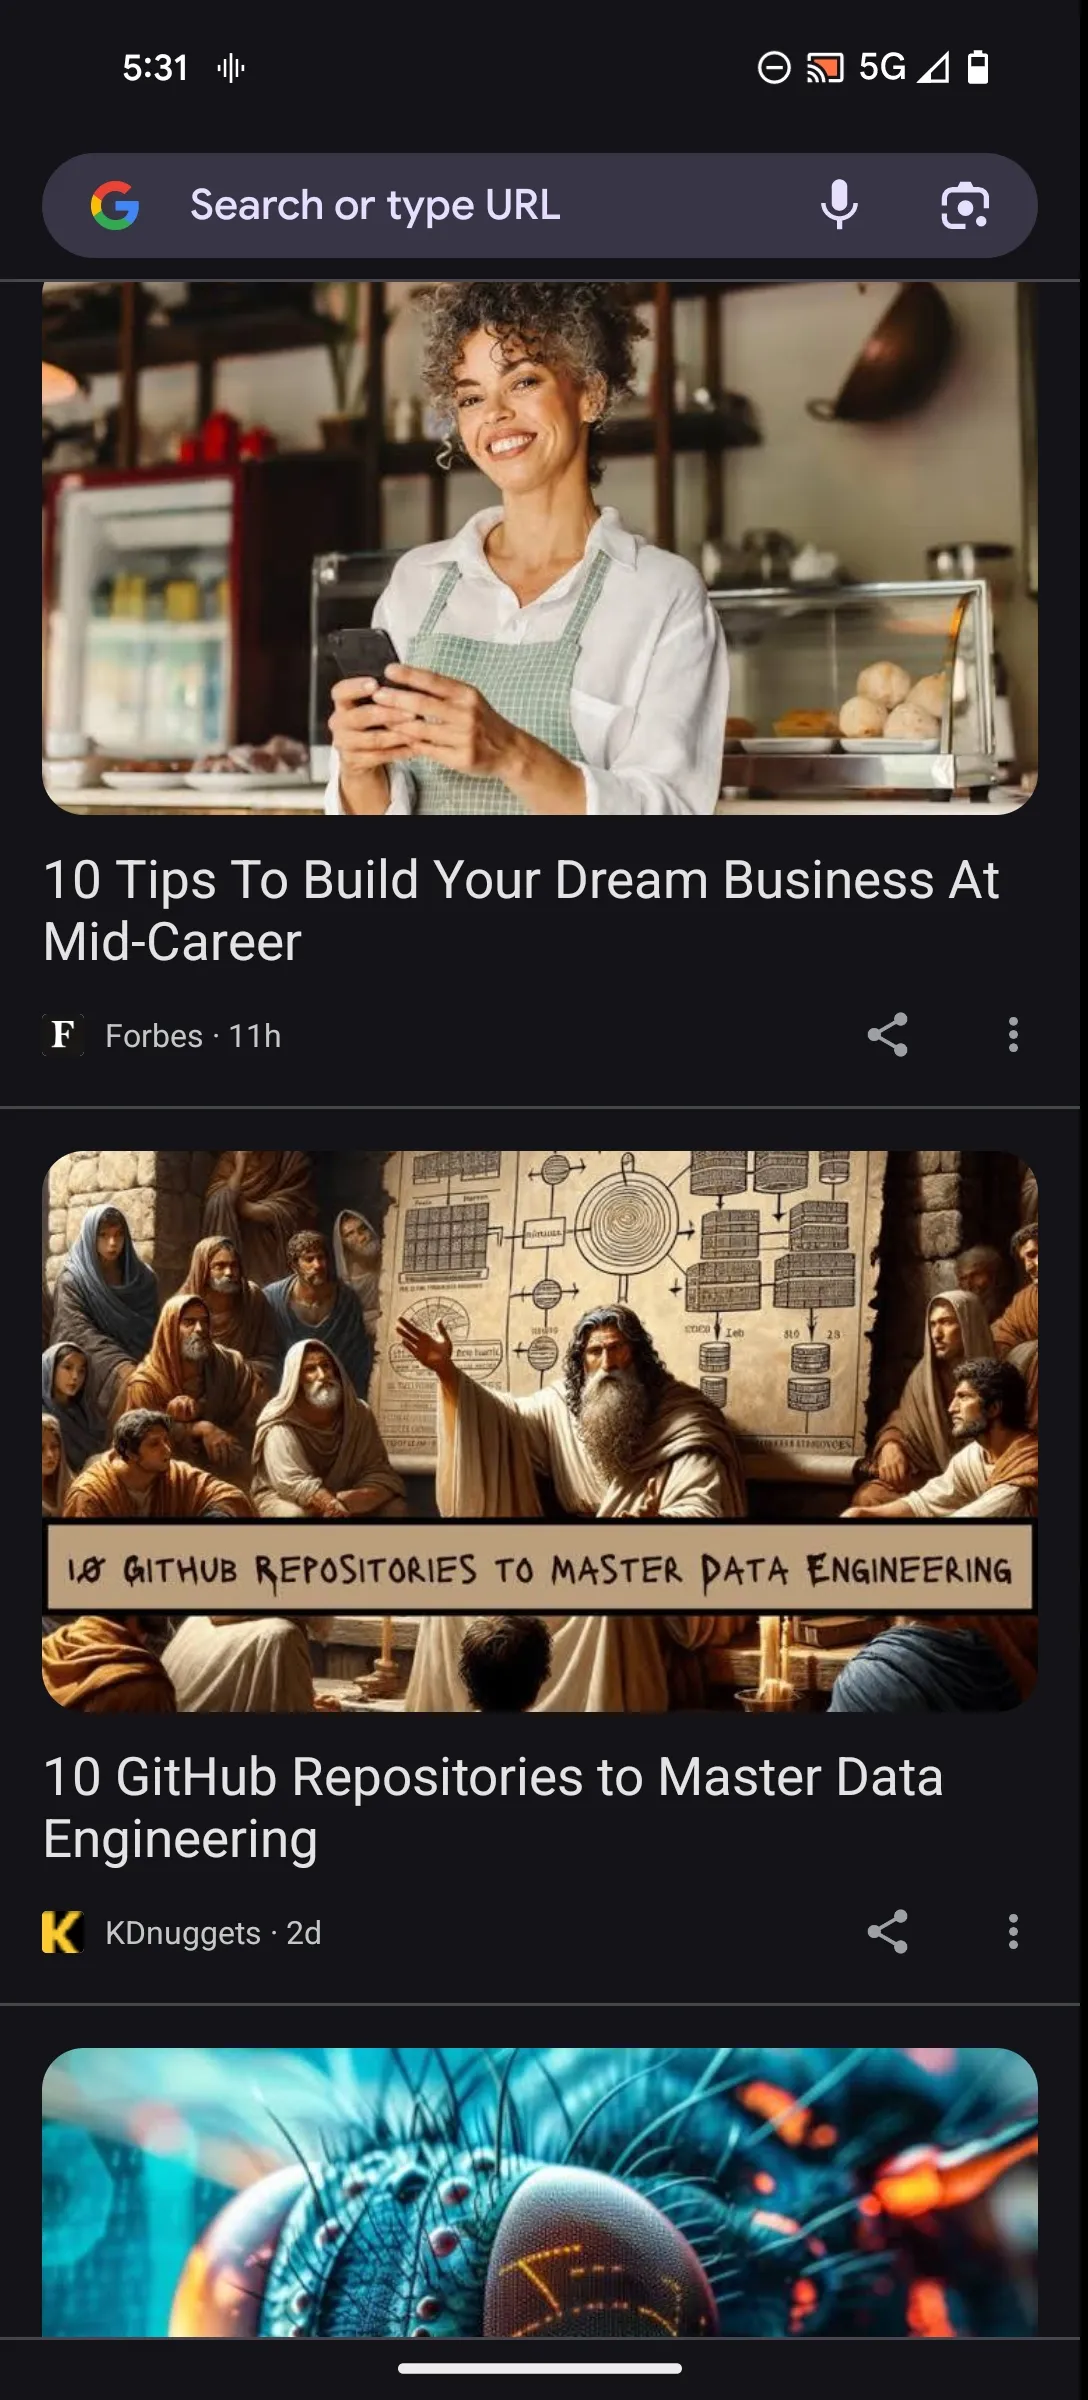 5:31
5G
Search or type URL
10 Tips To Build Your Dream Business At
Mid-Career
F Forbes · 11h
10 GITHUB REPOSITORIES TO MASTER DATA ENGINEERING
10 GitHub Repositories to Master Data
Engineering
K KDnuggets · 2d